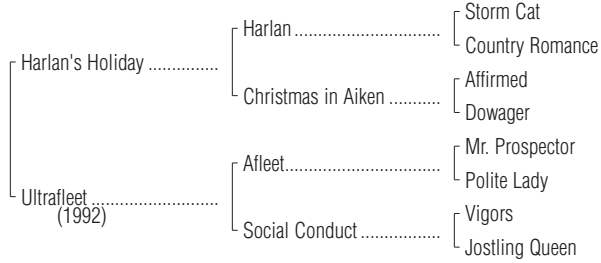 Storm Cat
Harlan
Country Romance
Harlan's Holiday
Affirmed
Christmas in Aiken
Dowager
Mr. Prospector
Afleet
Polite Lady
Ultrafleet
(1992)
Vigors
Social Conduct
Jostling Queen